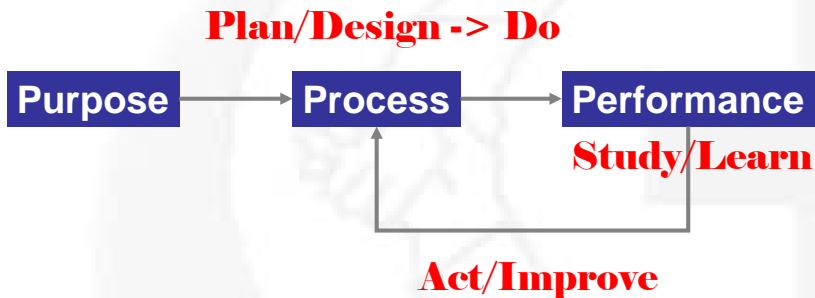 Plan/Design -> Do
Purpose
Process
Performance
Study/Learn
Act/Improve